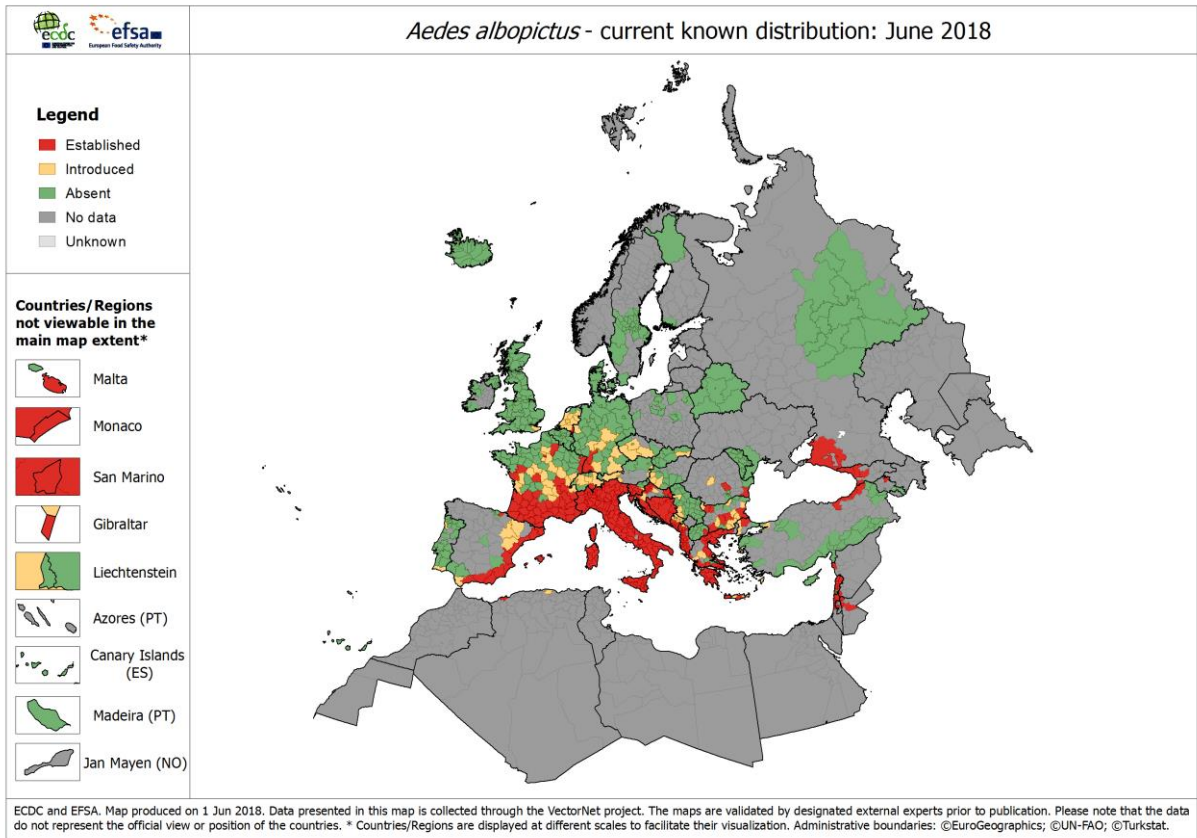 ecdc
efsa
European Food Safety Authority
Aedes albopictus - current known distribution: June 2018
Legend
Established
Introduced
Absent
No data
Unknown
Countries/Regions
not viewable in the
main map extent*
Malta
Monaco
San Marino
Gibraltar
Liechtenstein
Azores (PT)
Canary Islands
(ES)
Madeira (PT)
Jan Mayen (NO)
ECDC and EFSA. Map produced on 1 Jun 2018. Data presented in this map is collected through the VectorNet project. The maps are validated by designated external experts prior to publication. Please note that the data
do not represent the official view or position of the countries. * Countries/Regions are displayed at different scales to facilitate their visualization. Administrative boundaries: ©EuroGeographics; ©UN-FAO; ©Turkstat.